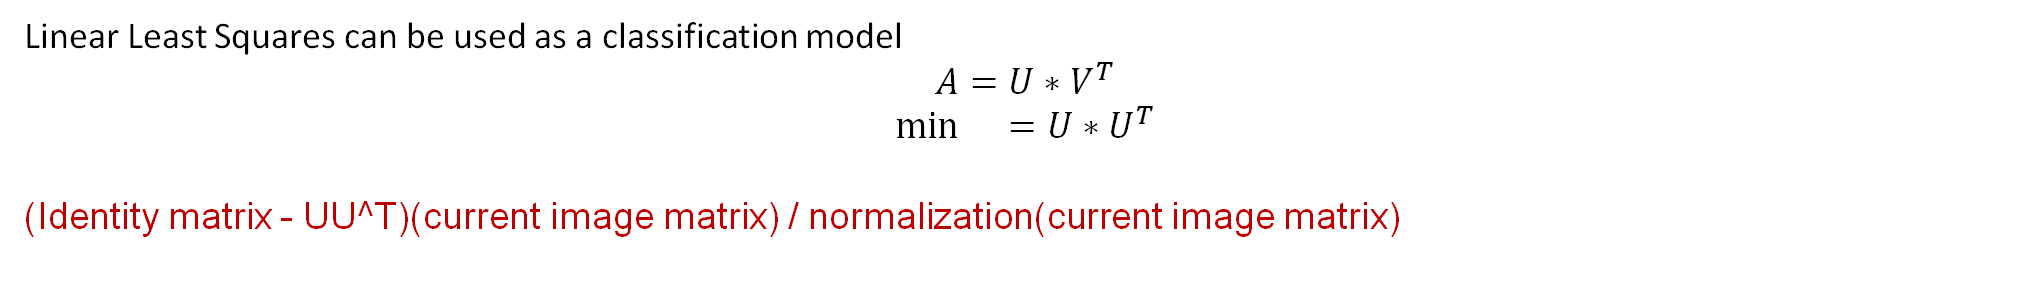 Linear Least Squares can be used as a classification model
A = U ∗ V^T
min = U ∗ U^T
(Identity matrix - UU^T)(current image matrix) / normalization(current image matrix)